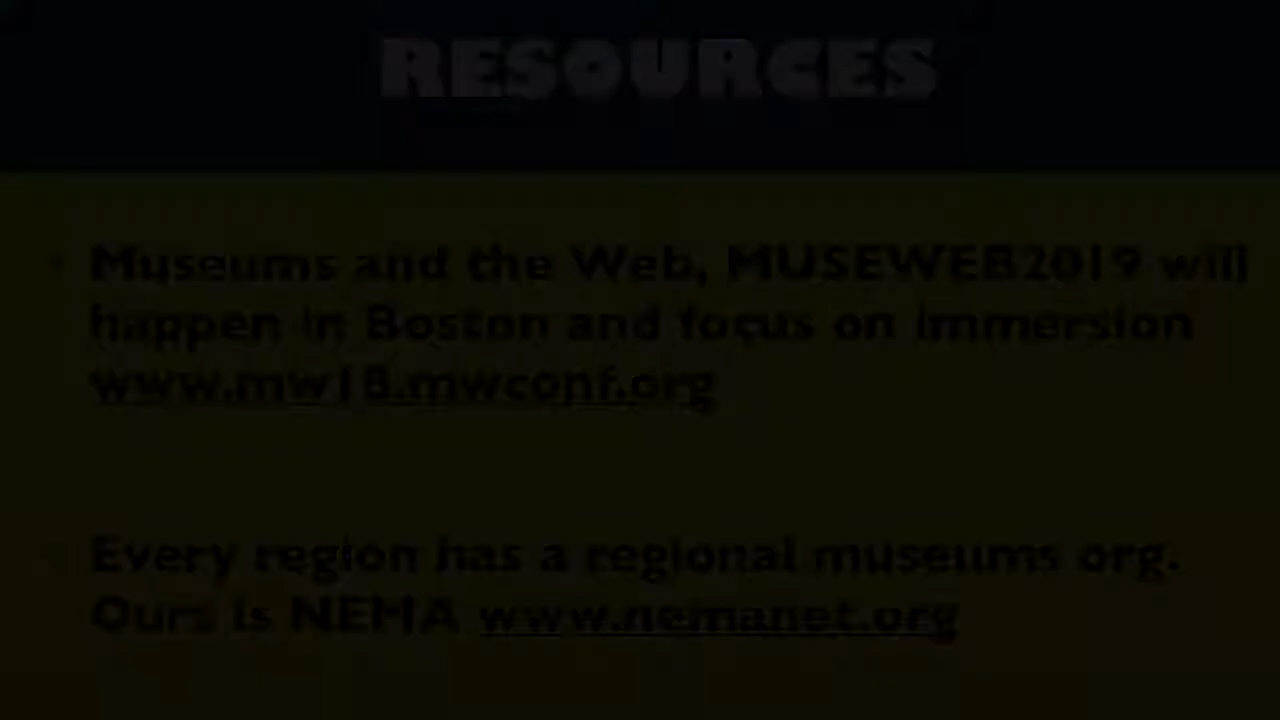 RESOURCES
Museums and the Web, MUSEWEB2019 will
happen in Boston and focus on immersion
www.mw18.mwconf.org
Every region has a regional museums org.
Ours is NEMA www.nemanet.org